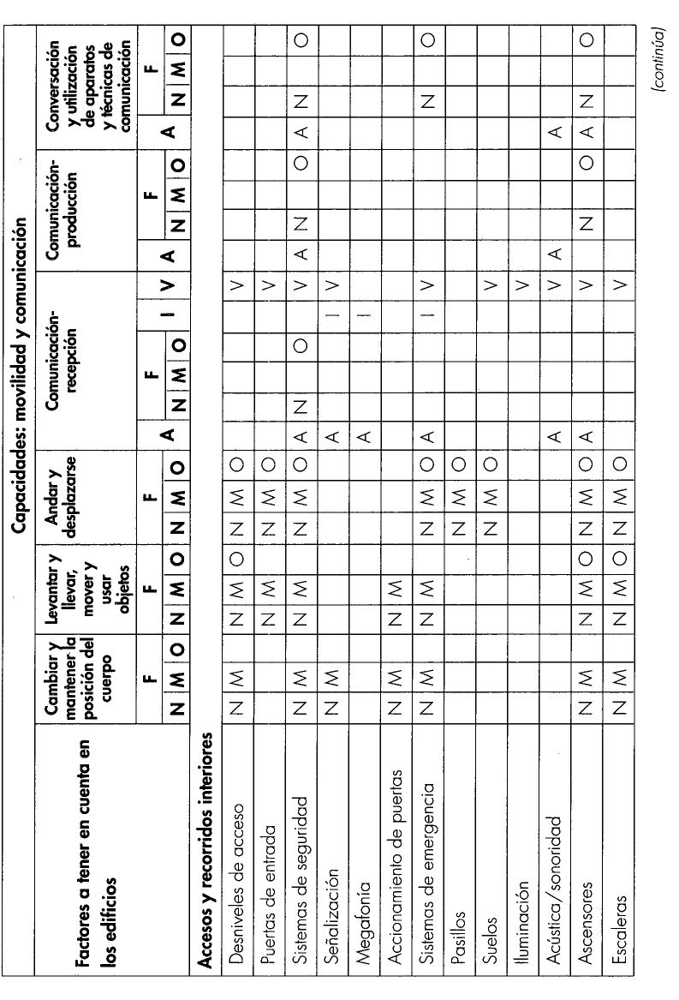 Capacidades: movilidad y comunicación
Factores a tener en cuenta en
los edificios
Cambiar y
mantener la
posición del
cuerpo
Levantar y
llevar,
mover y
usar
objetos
Andar y
desplazarse
Comunicación-
recepción
Comunicación-
producción
Conversación
y utilización
de aparatos
y técnicas de
comunicación
F F F A F I V A F A F
N M O N M O N M O N M O N M O N M O
Accesos y recorridos interiores
Desniveles de acceso N M N M O N M O V
Puertas de entrada N M N M O V
Sistemas de seguridad N M N M N M O A N O V A N O A N O
Señalización N M A I V
Megafonía A I
Accionamiento de puertas N M N M
Sistemas de emergencia N M N M N M O A I V N O
Pasillos N M O
Suelos N M O V
Iluminación V
Acústica/sonoridad A V A A
Ascensores N M N M O N M O A V N O A N O
Escaleras N M N M O N M O V
(continúa)